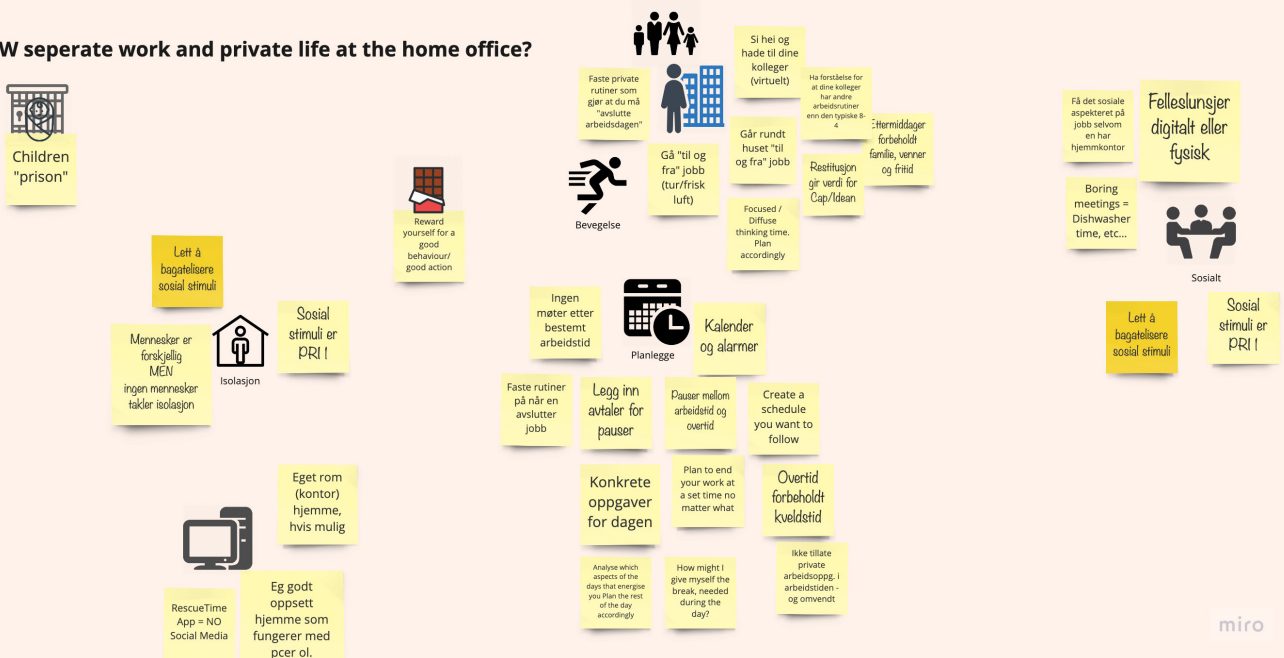 W seperate work and private life at the home office?
Children
"prison"
Lett å
bagatelisere
sosial stimuli
Mennesker er
forskjellig
MEN
ingen mennesker
takler isolasjon
Isolasjon
Sosial
stimuli er
PRI 1
Eget rom
(kontor)
hjemme,
hvis mulig
RescueTime
App = NO
Social Media
Eg godt
oppsett
hjemme som
fungerer med
pcer ol.
Reward
yourself for a
good
behaviour/
good action
Faste private
rutiner som
gjør at du må
"avslutte
arbeidsdagen"
Si hei og
hade til dine
kolleger
(virtuelt)
Ha forståelse for
at dine kolleger
har andre
arbeidsrutiner
enn den typiske 8-
4
Ettermiddager
forbeholdt
familie, venner
og fritid
Bevegelse
Gå "til og
fra" jobb
(tur/frisk
luft)
Går rundt
huset "til
og fra" jobb
Restitusjon
gir verdi for
Cap/Idean
Focused /
Diffuse
thinking time.
Plan
accordingly
Ingen
møter etter
bestemt
arbeidstid
Planlegge
Kalender
og alarmer
Faste rutiner
på når en
avslutter
jobb
Legg inn
avtaler for
pauser
Pauser mellom
arbeidstid og
overtid
Create a
schedule
you want to
follow
Konkrete
oppgaver
for dagen
Plan to end
your work at
a set time no
matter what
Overtid
forbeholdt
kveldstid
Analyse which
aspects of the
days that energise
you Plan the rest
of the day
accordingly
How might I
give myself the
break, needed
during the
day?
Ikke tillate
private
arbeidsoppg. i
arbeidstiden -
og omvendt
Få det sosiale
aspekteret på
jobb selvom
en har
hjemmkontor
Felleslunsjer
digitalt eller
fysisk
Boring
meetings =
Dishwasher
time, etc...
Sosialt
Lett å
bagatelisere
sosial stimuli
Sosial
stimuli er
PRI 1
miro